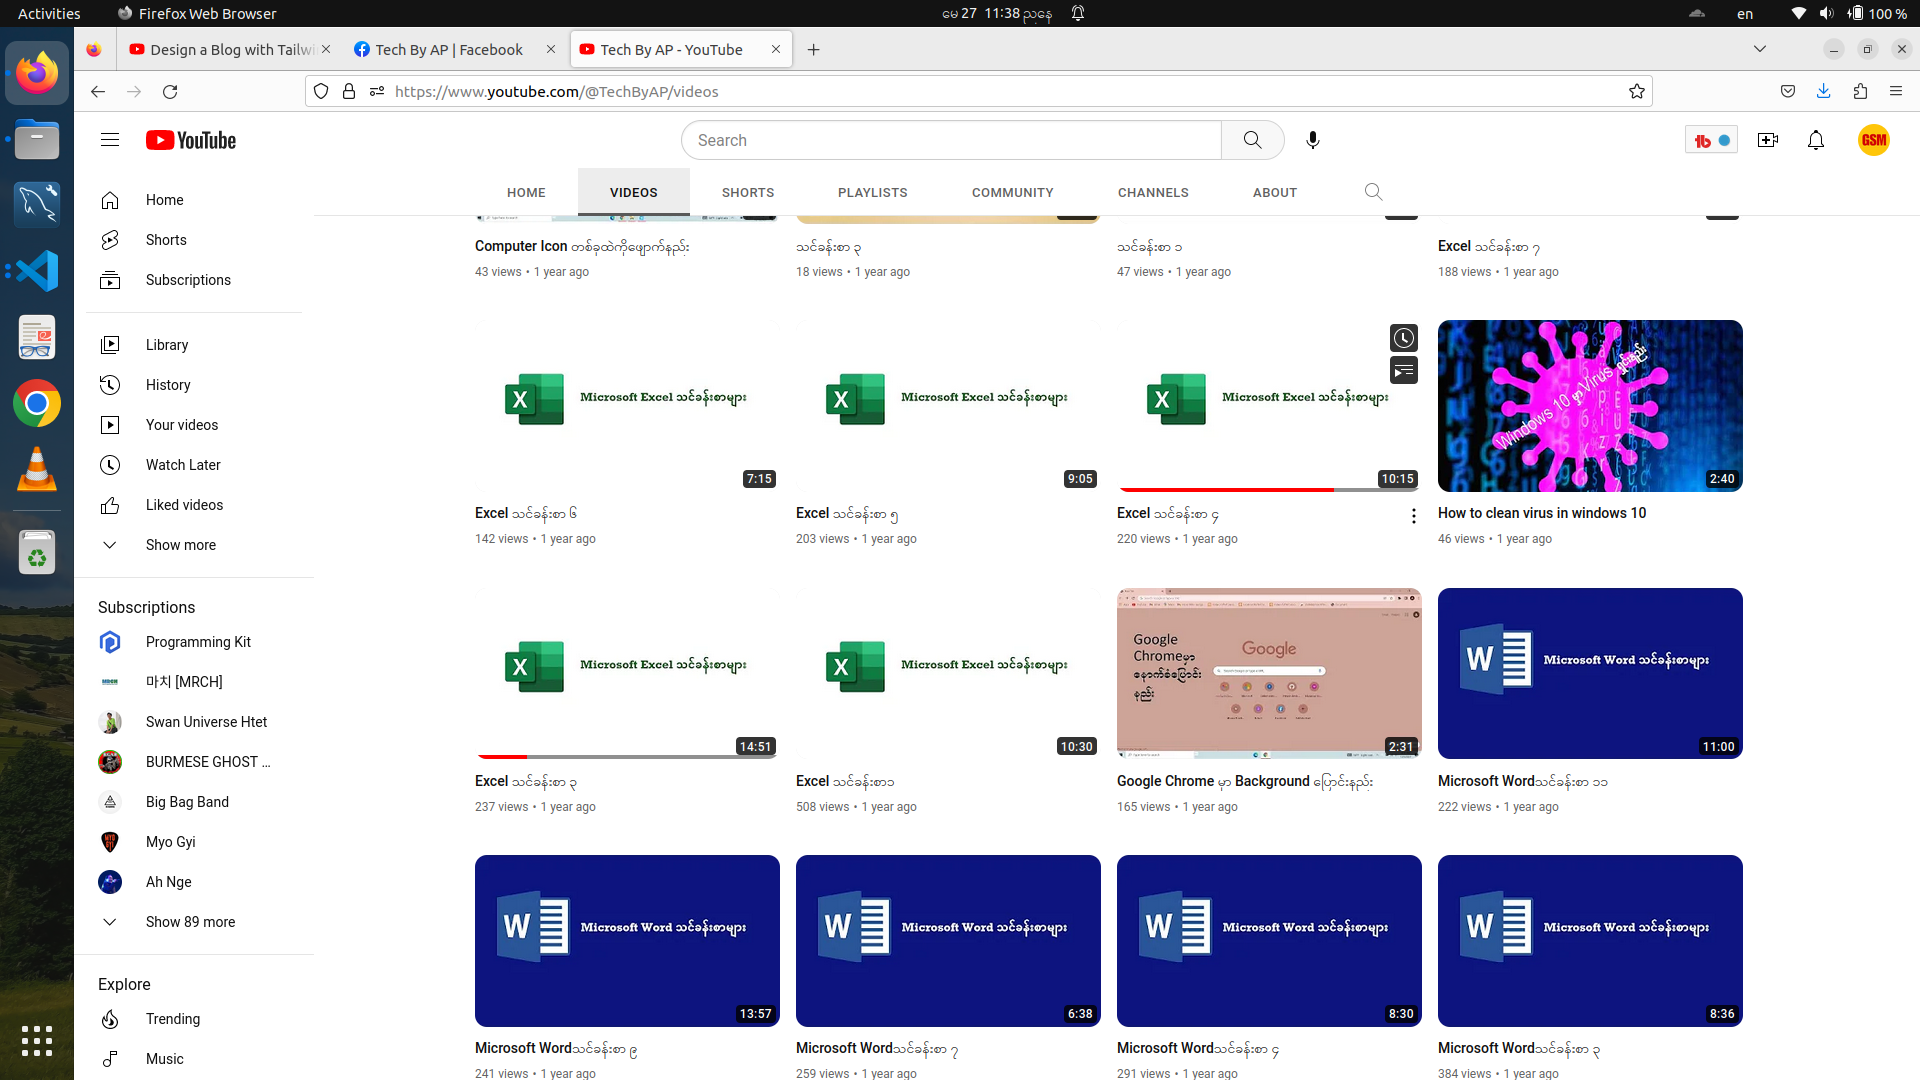 Activities Firefox Web Browser မေ 27 11:38 ညနေ en 100 %
Design a Blog with Tailwi Tech By AP | Facebook Tech By AP - YouTube
https://www.youtube.com/@TechByAP/videos
YouTube Search GSM
HOME VIDEOS SHORTS PLAYLISTS COMMUNITY CHANNELS ABOUT
Home
Shorts
Subscriptions
Library
History
Your videos
Watch Later
Liked videos
Show more
Subscriptions
Programming Kit
마치 [MRCH]
Swan Universe Htet
BURMESE GHOST ...
Big Bag Band
Myo Gyi
Ah Nge
Show 89 more
Explore
Trending
Music
Computer Icon တစ်ခုထဲကိုဖျောက်နည်း
43 views • 1 year ago
သင်ခန်းစာ ၃
18 views • 1 year ago
သင်ခန်းစာ ၁
47 views • 1 year ago
Excel သင်ခန်းစာ ၇
188 views • 1 year ago
Microsoft Excel သင်ခန်းစာများ
7:15
Excel သင်ခန်းစာ ၆
142 views • 1 year ago
Microsoft Excel သင်ခန်းစာများ
9:05
Excel သင်ခန်းစာ ၅
203 views • 1 year ago
Microsoft Excel သင်ခန်းစာများ
10:15
Excel သင်ခန်းစာ ၄
220 views • 1 year ago
Windows 10 မှာ Virus ရှင်းနည်း
2:40
How to clean virus in windows 10
46 views • 1 year ago
Microsoft Excel သင်ခန်းစာများ
14:51
Excel သင်ခန်းစာ ၃
237 views • 1 year ago
Microsoft Excel သင်ခန်းစာများ
10:30
Excel သင်ခန်းစာ၁
508 views • 1 year ago
Google
Chromeမှာ
နောက်ခံပြောင်း
နည်း
Google
2:31
Google Chrome မှာ Background ပြောင်းနည်း
165 views • 1 year ago
Microsoft Word သင်ခန်းစာများ
11:00
Microsoft Wordသင်ခန်းစာ ၁၁
222 views • 1 year ago
Microsoft Word သင်ခန်းစာများ
13:57
Microsoft Wordသင်ခန်းစာ ၉
241 views • 1 year ago
Microsoft Word သင်ခန်းစာများ
6:38
Microsoft Wordသင်ခန်းစာ ၇
259 views • 1 year ago
Microsoft Word သင်ခန်းစာများ
8:30
Microsoft Wordသင်ခန်းစာ ၄
291 views • 1 year ago
Microsoft Word သင်ခန်းစာများ
8:36
Microsoft Wordသင်ခန်းစာ ၃
384 views • 1 year ago